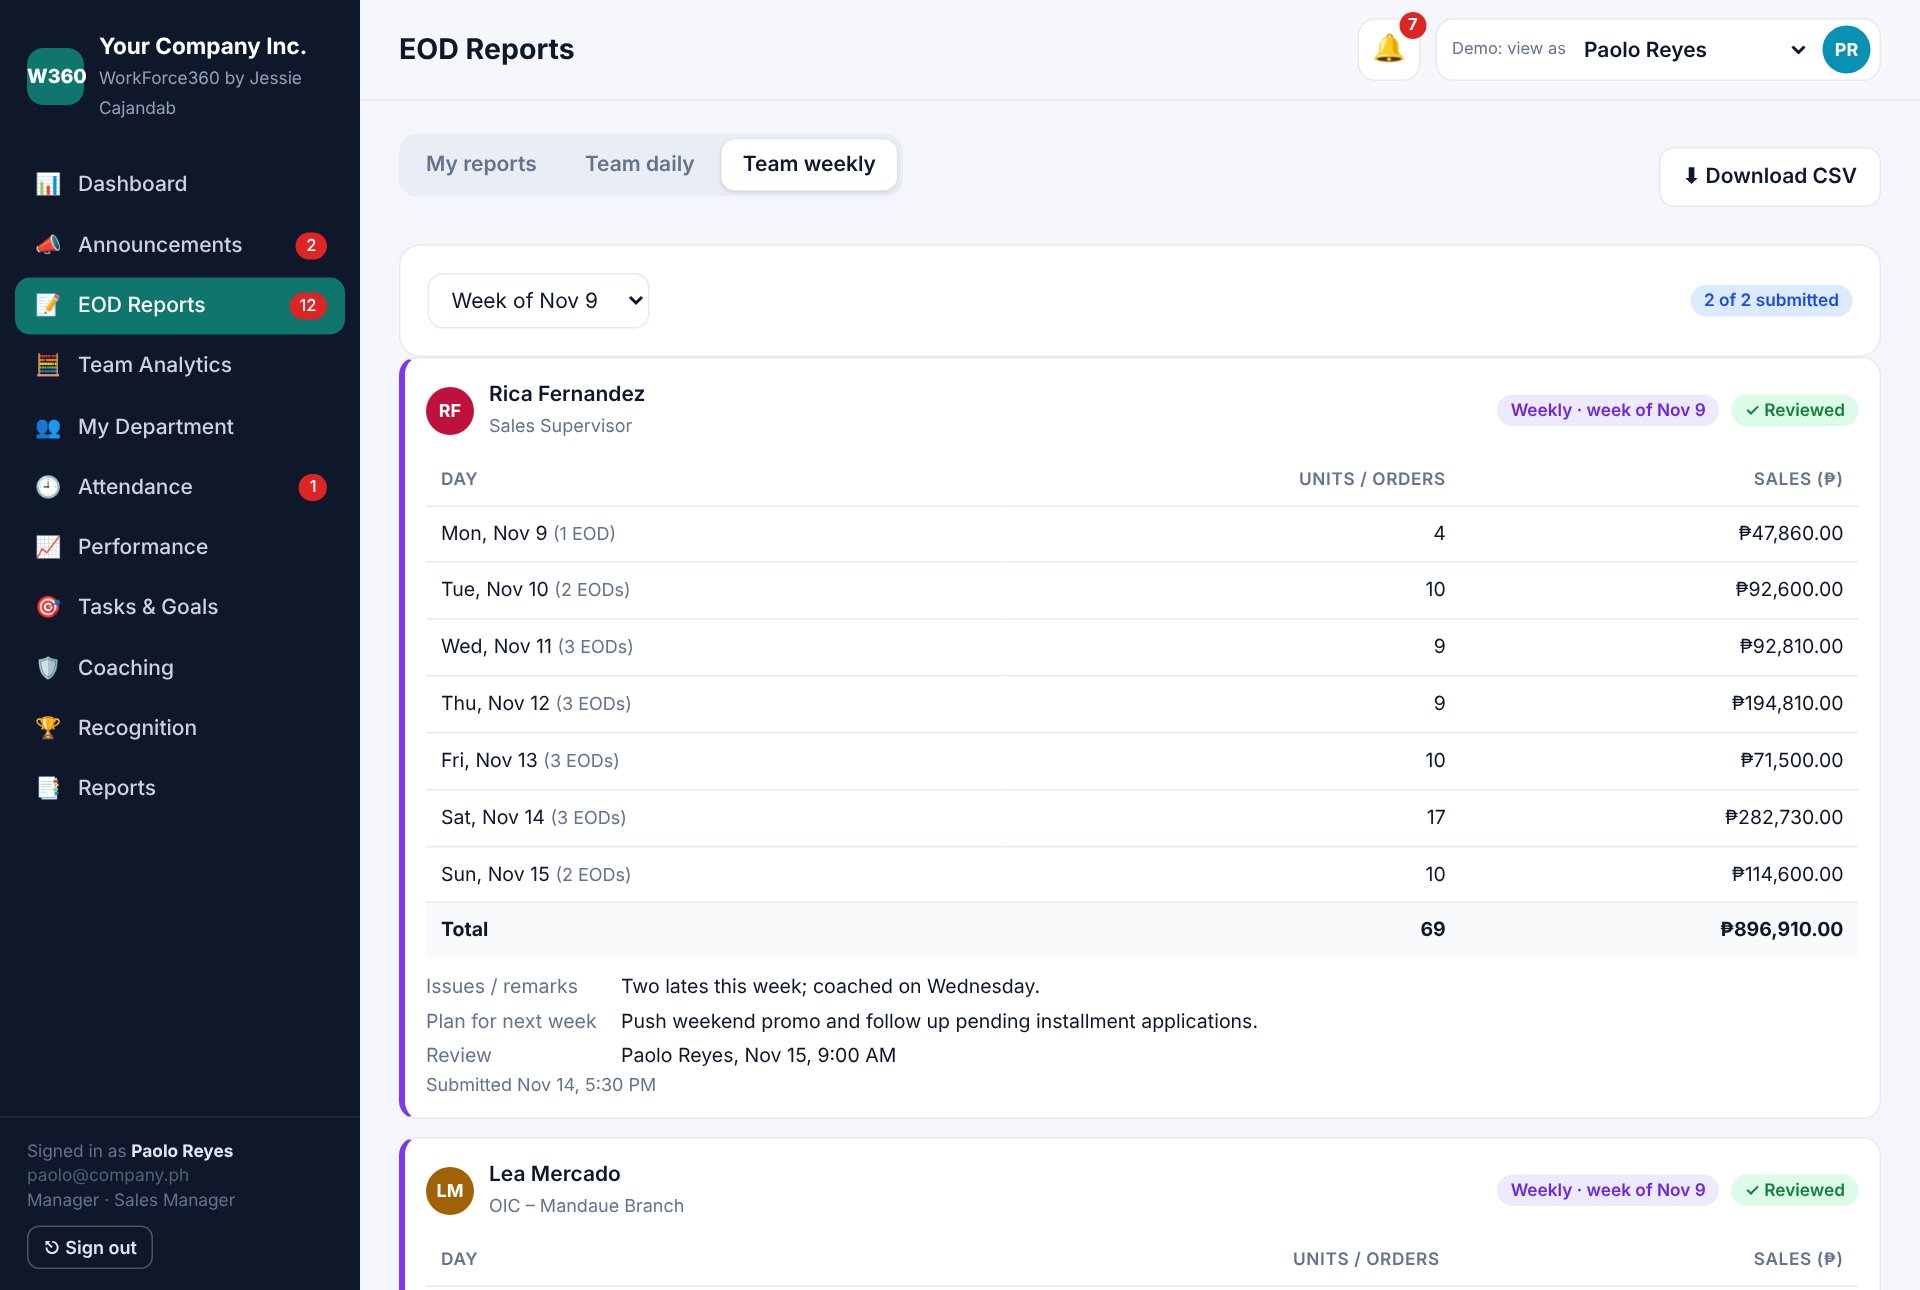 W360
Your Company Inc.
WorkForce360 by Jessie
Cajandab
Dashboard
Announcements 2
EOD Reports 12
Team Analytics
My Department
Attendance 1
Performance
Tasks & Goals
Coaching
Recognition
Reports
Signed in as Paolo Reyes
paolo@company.ph
Manager · Sales Manager
Sign out
EOD Reports
7
Demo: view as Paolo Reyes PR
My reports Team daily Team weekly
⬇ Download CSV
Week of Nov 9
2 of 2 submitted
RF
Rica Fernandez
Sales Supervisor
Weekly · week of Nov 9 ✓ Reviewed
DAY UNITS / ORDERS SALES (₱)
Mon, Nov 9 (1 EOD) 4 ₱47,860.00
Tue, Nov 10 (2 EODs) 10 ₱92,600.00
Wed, Nov 11 (3 EODs) 9 ₱92,810.00
Thu, Nov 12 (3 EODs) 9 ₱194,810.00
Fri, Nov 13 (3 EODs) 10 ₱71,500.00
Sat, Nov 14 (3 EODs) 17 ₱282,730.00
Sun, Nov 15 (2 EODs) 10 ₱114,600.00
Total 69 ₱896,910.00
Issues / remarks Two lates this week; coached on Wednesday.
Plan for next week Push weekend promo and follow up pending installment applications.
Review Paolo Reyes, Nov 15, 9:00 AM
Submitted Nov 14, 5:30 PM
LM
Lea Mercado
OIC – Mandaue Branch
Weekly · week of Nov 9 ✓ Reviewed
DAY UNITS / ORDERS SALES (₱)